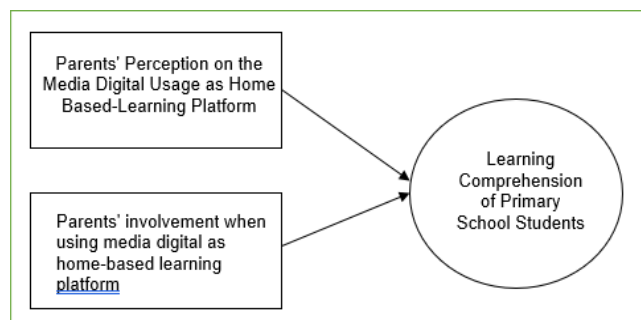 Parents' Perception on the
Media Digital Usage as Home
Based-Learning Platform
Parents' involvement when
using media digital as
home-based learning
platform
Learning
Comprehension
of Primary
School Students